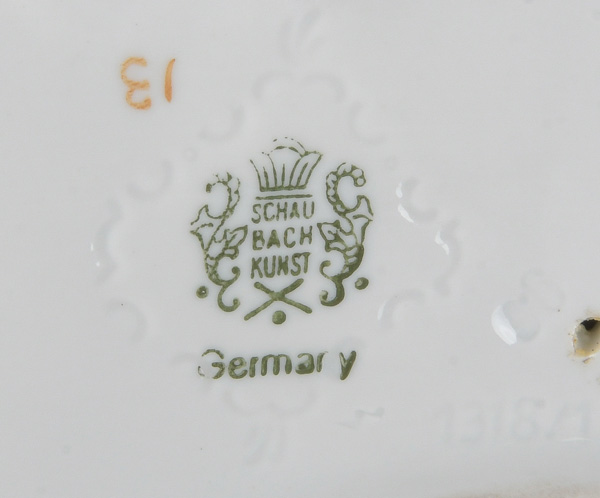 13
SCHAU
BACH
KUNST
Germany